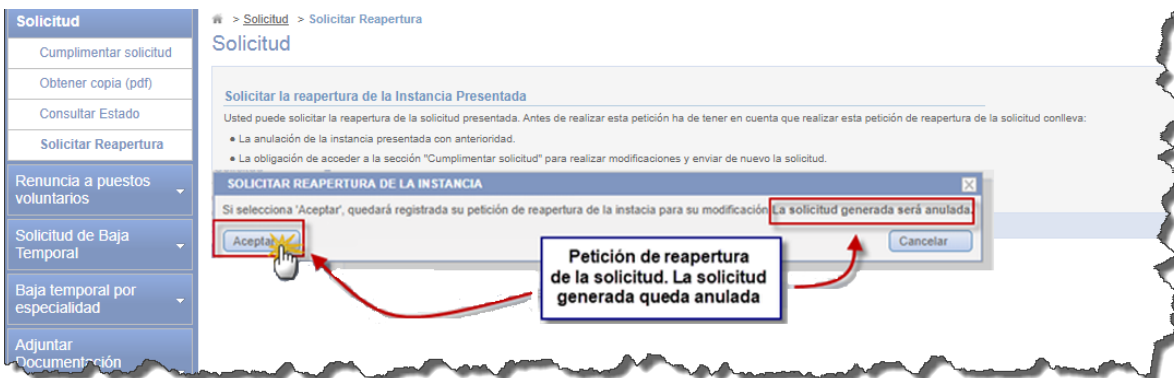 Solicitud
Cumplimentar solicitud
Obtener copia (pdf)
Consultar Estado
Solicitar Reapertura
Renuncia a puestos
voluntarios
Solicitud de Baja
Temporal
Baja temporal por
especialidad
Adjuntar
Documentación
> Solicitud > Solicitar Reapertura
Solicitud
Solicitar la reapertura de la Instancia Presentada
Usted puede solicitar la reapertura de la solicitud presentada. Antes de realizar esta petición ha de tener en cuenta que realizar esta petición de reapertura de la solicitud conlleva:
• La anulación de la instancia presentada con anterioridad.
• La obligación de acceder a la sección "Cumplimentar solicitud" para realizar modificaciones y enviar de nuevo la solicitud.
SOLICITAR REAPERTURA DE LA INSTANCIA
Si selecciona 'Aceptar', quedará registrada su petición de reapertura de la instacia para su modificación. La solicitud generada será anulada.
Aceptar
Cancelar
Petición de reapertura
de la solicitud. La solicitud
generada queda anulada